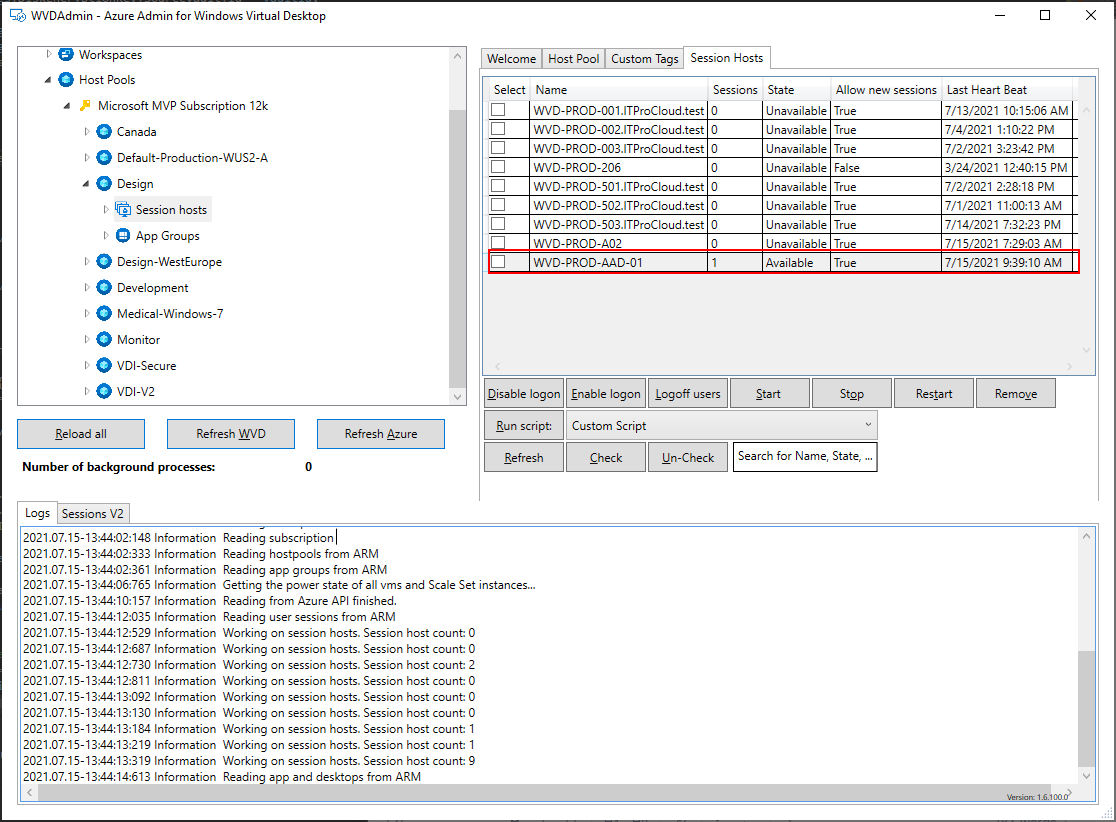 WVDAdmin - Azure Admin for Windows Virtual Desktop
Workspaces
Host Pools
Microsoft MVP Subscription 12k
Canada
Default-Production-WUS2-A
Design
Session hosts
App Groups
Design-WestEurope
Development
Medical-Windows-7
Monitor
VDI-Secure
VDI-V2
Reload all Refresh WVD Refresh Azure
Number of background processes: 0
Welcome Host Pool Custom Tags Session Hosts
Select Name Sessions State Allow new sessions Last Heart Beat
WVD-PROD-001.ITProCloud.test 0 Unavailable True 7/13/2021 10:15:06 AM
WVD-PROD-002.ITProCloud.test 0 Unavailable True 7/4/2021 1:10:22 PM
WVD-PROD-003.ITProCloud.test 0 Unavailable True 7/2/2021 3:23:42 PM
WVD-PROD-206 0 Unavailable False 3/24/2021 12:40:15 PM
WVD-PROD-501.ITProCloud.test 0 Unavailable True 7/2/2021 2:28:18 PM
WVD-PROD-502.ITProCloud.test 0 Unavailable True 7/1/2021 11:00:13 AM
WVD-PROD-503.ITProCloud.test 0 Unavailable True 7/14/2021 7:32:23 PM
WVD-PROD-A02 0 Unavailable True 7/15/2021 7:29:03 AM
WVD-PROD-AAD-01 1 Available True 7/15/2021 9:39:10 AM
Disable logon Enable logon Logoff users Start Stop Restart Remove
Run script: Custom Script
Refresh Check Un-Check Search for Name, State, ...
Logs Sessions V2
2021.07.15-13:44:02:148 Information Reading subscription
2021.07.15-13:44:02:333 Information Reading hostpools from ARM
2021.07.15-13:44:02:361 Information Reading app groups from ARM
2021.07.15-13:44:06:765 Information Getting the power state of all vms and Scale Set instances...
2021.07.15-13:44:10:157 Information Reading from Azure API finished.
2021.07.15-13:44:12:035 Information Reading user sessions from ARM
2021.07.15-13:44:12:529 Information Working on session hosts. Session host count: 0
2021.07.15-13:44:12:687 Information Working on session hosts. Session host count: 0
2021.07.15-13:44:12:730 Information Working on session hosts. Session host count: 2
2021.07.15-13:44:12:811 Information Working on session hosts. Session host count: 0
2021.07.15-13:44:13:092 Information Working on session hosts. Session host count: 0
2021.07.15-13:44:13:130 Information Working on session hosts. Session host count: 0
2021.07.15-13:44:13:184 Information Working on session hosts. Session host count: 1
2021.07.15-13:44:13:219 Information Working on session hosts. Session host count: 1
2021.07.15-13:44:13:319 Information Working on session hosts. Session host count: 9
2021.07.15-13:44:14:613 Information Reading app and desktops from ARM
Version: 1.6.100.0